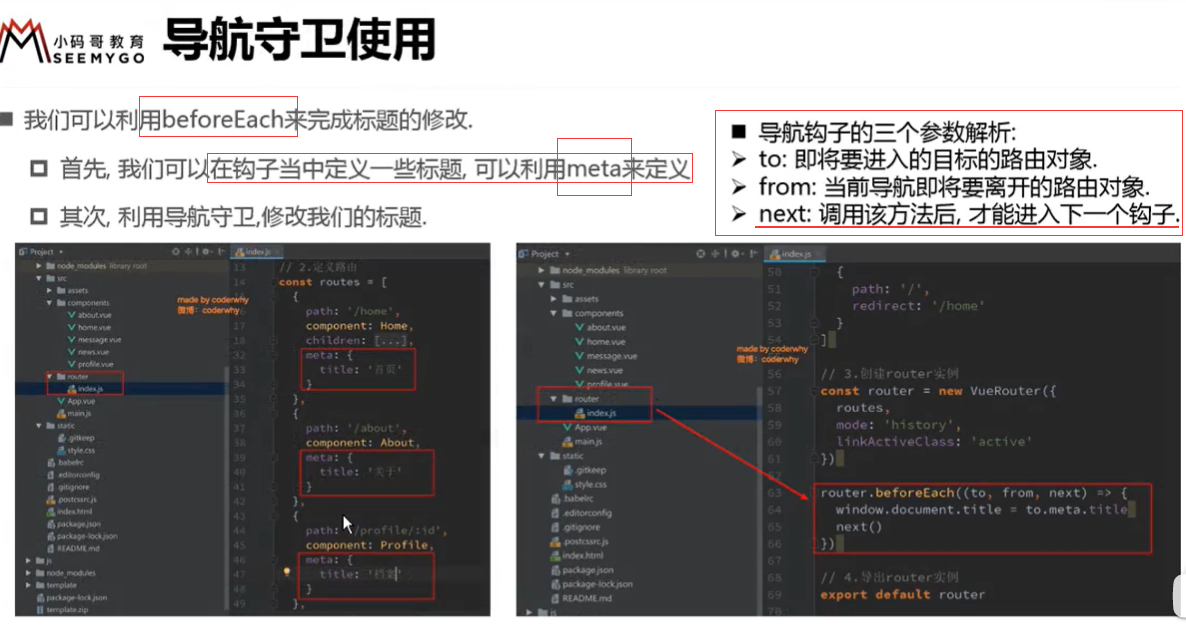 小码哥教育
SEEMYGO
导航守卫使用
我们可以利用beforeEach来完成标题的修改.
首先, 我们可以在钩子当中定义一些标题, 可以利用meta来定义
其次, 利用导航守卫,修改我们的标题.
导航钩子的三个参数解析:
to: 即将要进入的目标的路由对象.
from: 当前导航即将要离开的路由对象.
next: 调用该方法后, 才能进入下一个钩子.
Project
node_modules library root
src
assets
components
about.vue
home.vue
message.vue
news.vue
profile.vue
router
index.js
App.vue
main.js
static
.gitkeep
style.css
.babelrc
.editorconfig
.gitignore
.postcssrc.js
index.html
package.json
package-lock.json
README.md
js
node_modules
template
package-lock.json
template.zip
made by coderwhy
微博: coderwhy
index.js
13 // 2.定义路由
14 const routes = [
15 {
16 path: '/home',
17 component: Home,
18 children: [...],
32 meta: {
33 title: '首页'
34 }
35 },
36 {
37 path: '/about',
38 component: About,
39 meta: {
40 title: '关于'
41 }
42 },
43 {
44 path: '/profile/:id',
45 component: Profile,
46 meta: {
47 title: '档案'
48 }
49 },
Project
node_modules library root
src
assets
components
about.vue
home.vue
message.vue
news.vue
profile.vue
router
index.js
App.vue
main.js
static
.gitkeep
style.css
.babelrc
.editorconfig
.gitignore
.postcssrc.js
index.html
package.json
package-lock.json
README.md
js
made by coderwhy
微博: coderwhy
index.js
50 {
51 path: '/',
52 redirect: '/home'
53 }
54 ]
55
56 // 3.创建router实例
57 const router = new VueRouter({
58 routes,
59 mode: 'history',
60 linkActiveClass: 'active'
61 })
62
63 router.beforeEach((to, from, next) => {
64 window.document.title = to.meta.title
65 next()
66 })
67
68 // 4.导出router实例
69 export default router
70